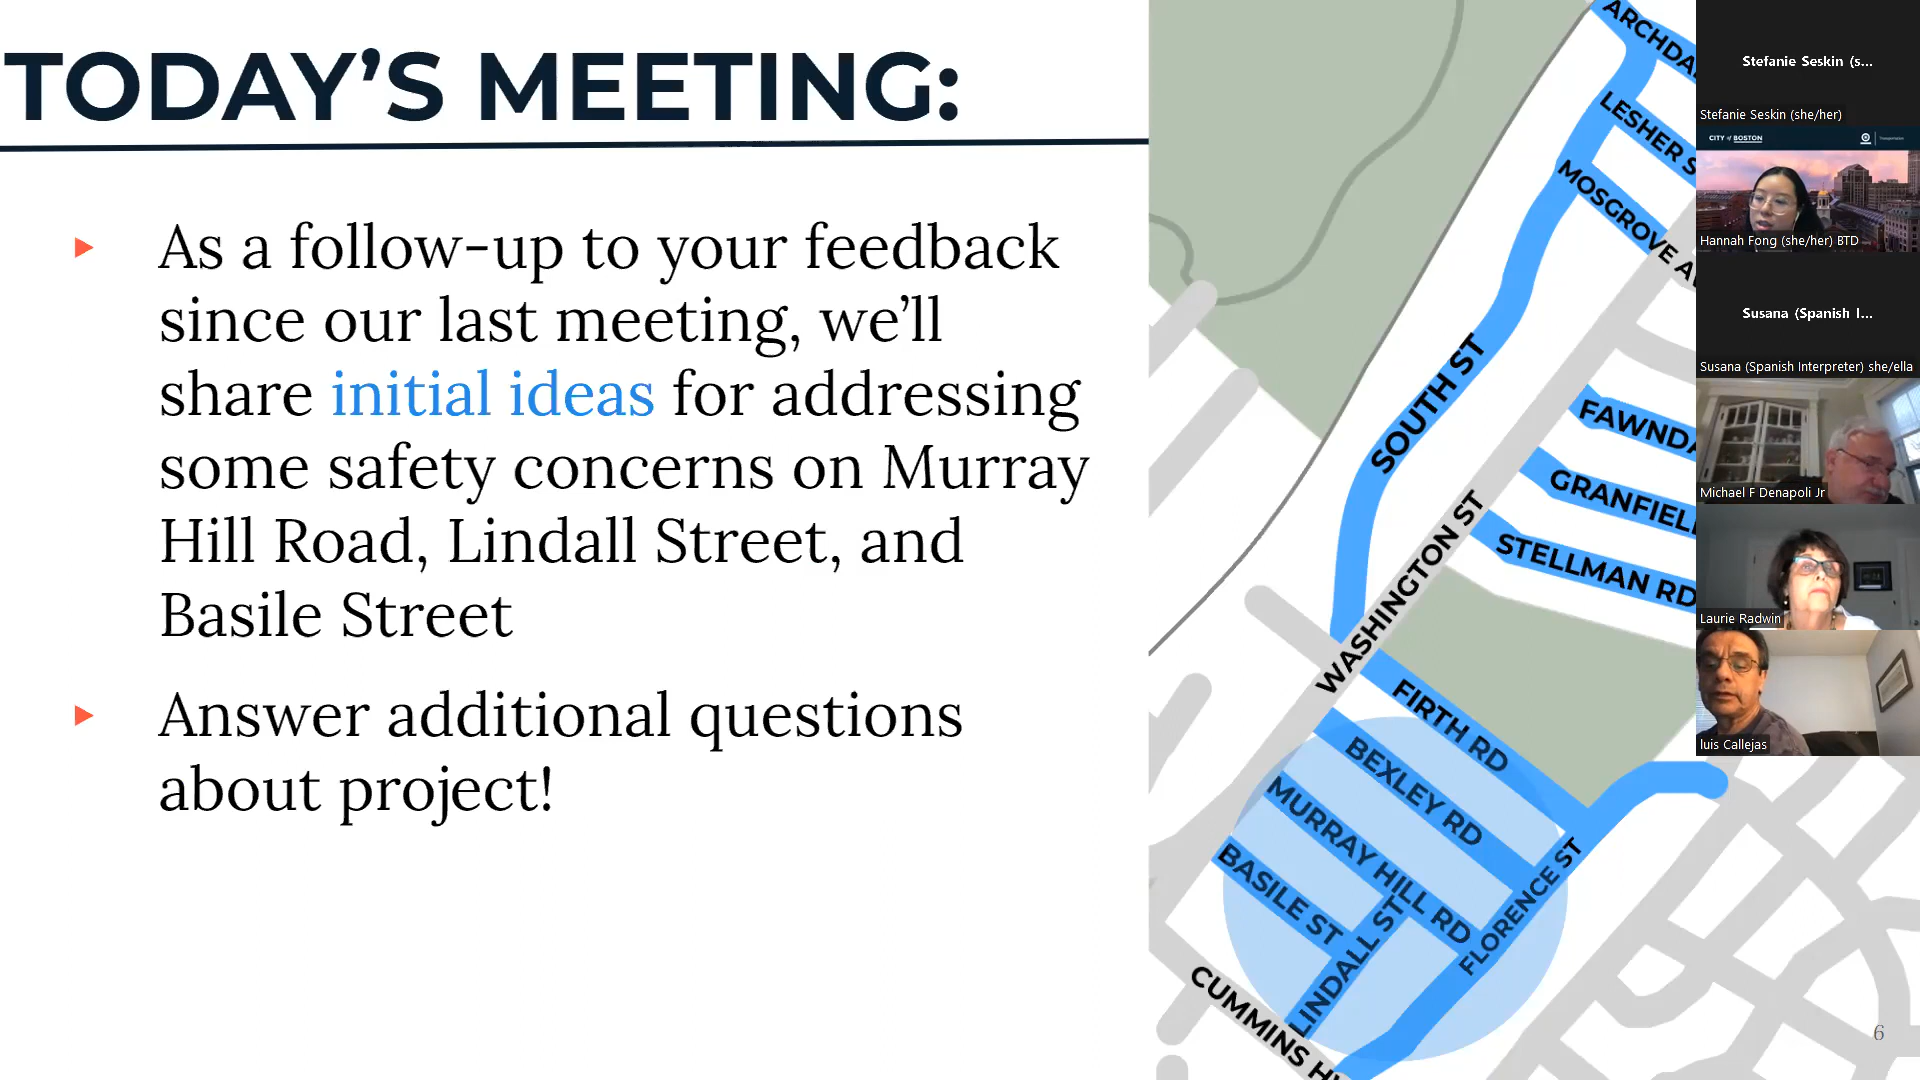 TODAY’S MEETING:
As a follow-up to your feedback
since our last meeting, we’ll
share initial ideas for addressing
some safety concerns on Murray
Hill Road, Lindall Street, and
Basile Street
Answer additional questions
about project!
ARCHDA
LESHER S
MOSGROVE A
SOUTH ST
FAWNDA
GRANFIEL
STELLMAN RD
WASHINGTON ST
FIRTH RD
BEXLEY RD
MURRAY HILL RD
BASILE ST
LINDALL ST
FLORENCE ST
CUMMINS H
6
Stefanie Seskin (s...
Stefanie Seskin (she/her)
CITY of BOSTON
Transportation
Hannah Fong (she/her) BTD
Susana (Spanish I...
Susana (Spanish Interpreter) she/ella
Michael F Denapoli Jr
Laurie Radwin
luis Callejas